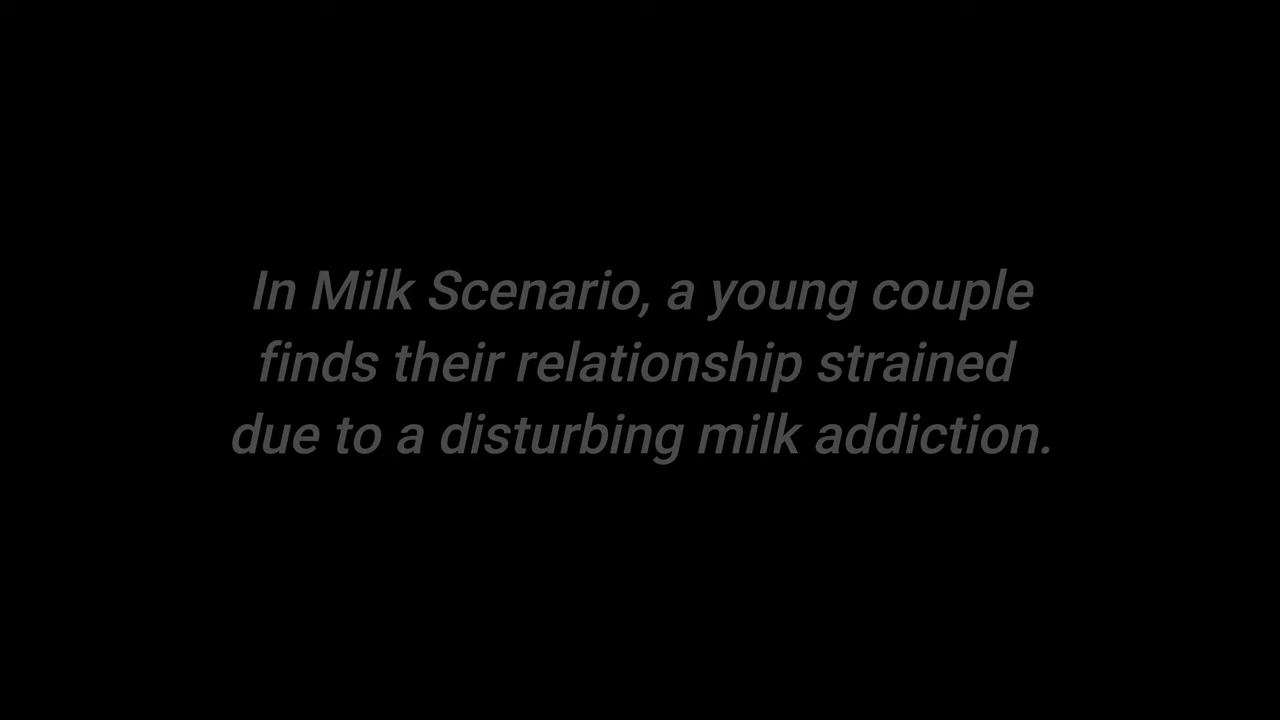 In Milk Scenario, a young couple
finds their relationship strained
due to a disturbing milk addiction.